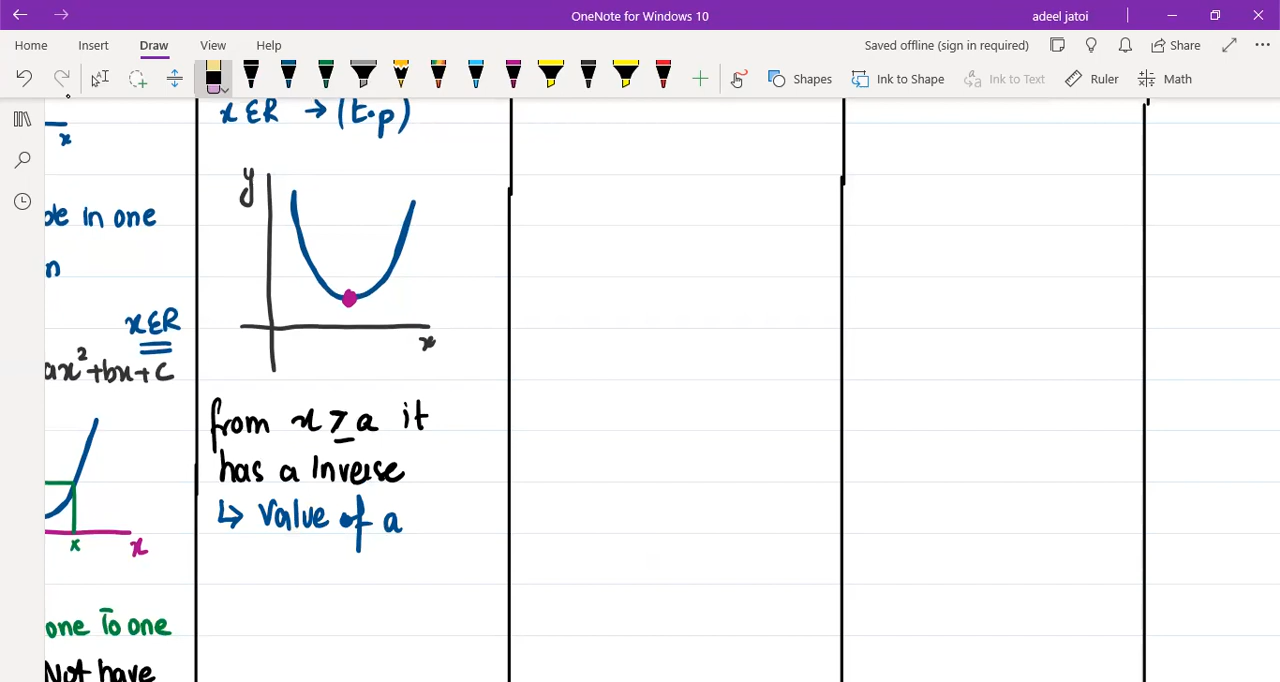 OneNote for Windows 10
adeel jatoi
Home Insert Draw View Help
Saved offline (sign in required)
Share
Shapes
Ink to Shape
Ink to Text
Ruler
Math
x
in one
x∈R
ax²+bx+c
x
x
one To one
Not have
x∈R → (t.p)
y
x
from x ≥ a it
has a inverse
↳ Value of a